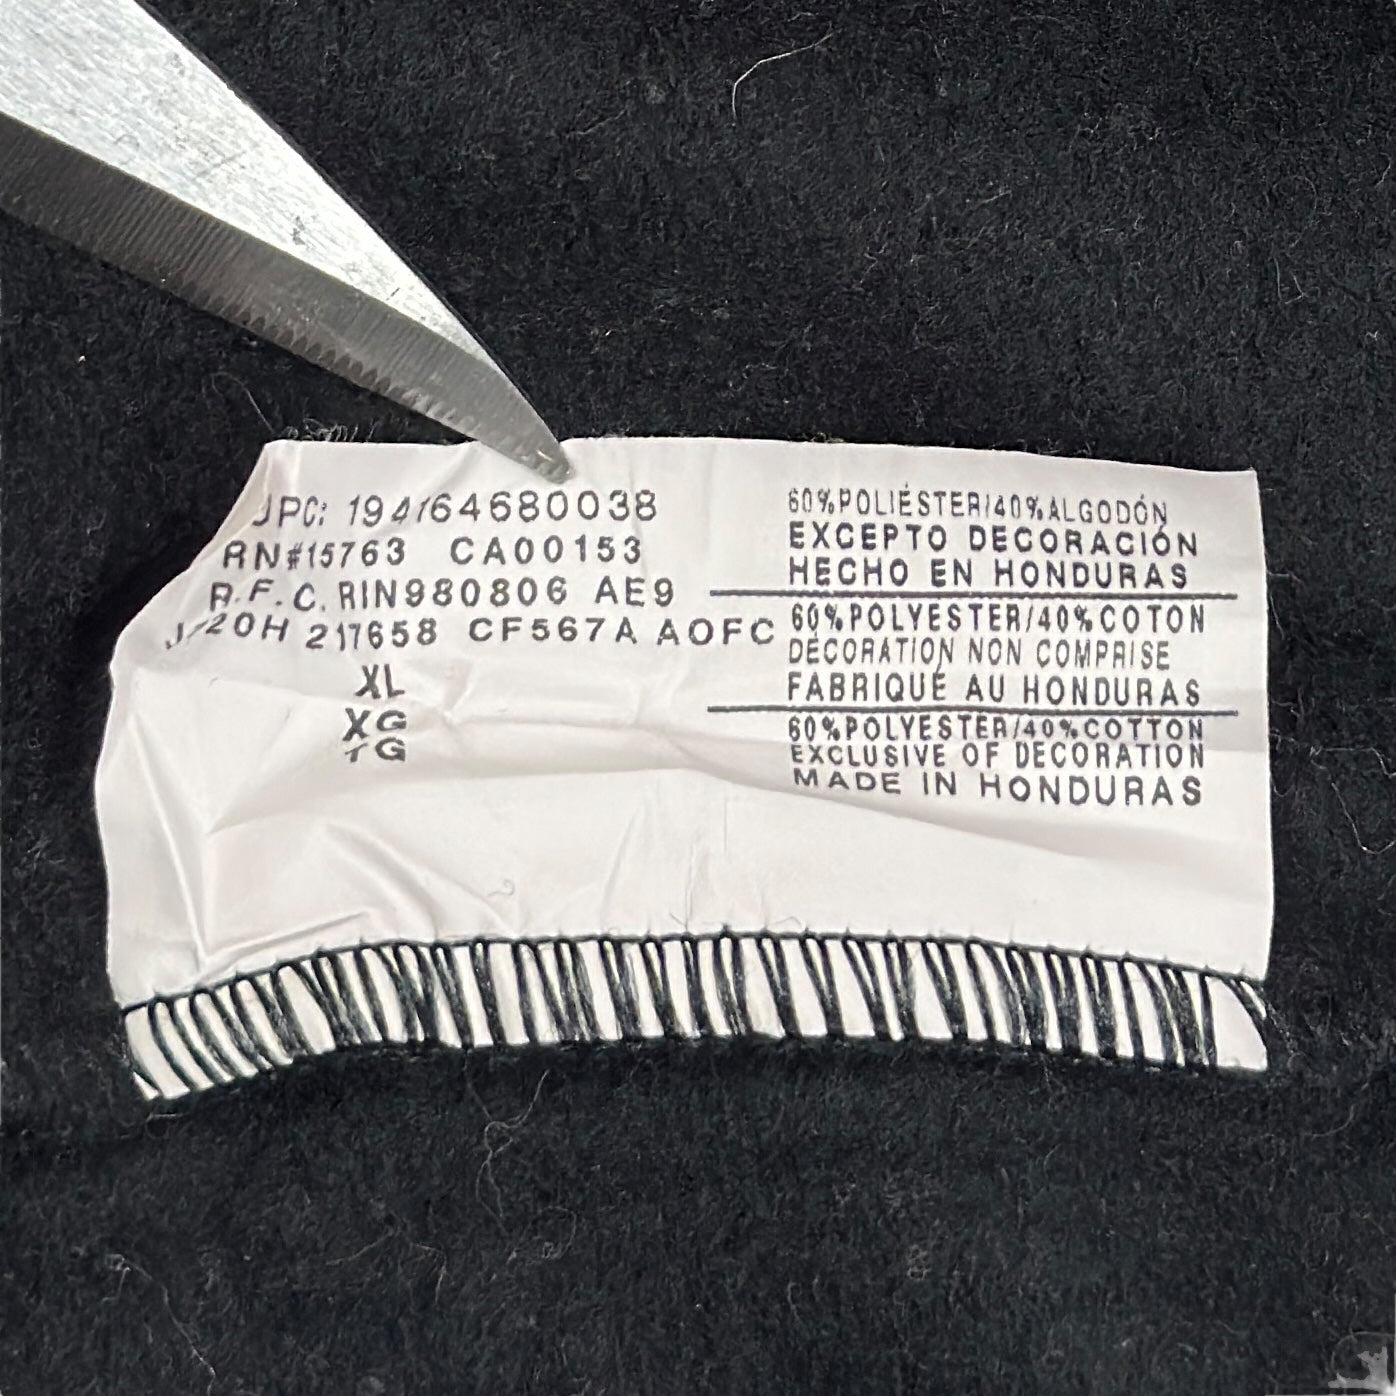 UPC: 194164680038
RN#15763 CA00153
R.F.C. RIN980806 AE9
217658 CF567A AOFC
XL
XG
TG
60%POLIÉSTER/40%ALGODÓN
EXCEPTO DECORACIÓN
HECHO EN HONDURAS
60%POLYESTER/40%COTON
DÉCORATION NON COMPRISE
FABRIQUÉ AU HONDURAS
60%POLYESTER/40%COTTON
EXCLUSIVE OF DECORATION
MADE IN HONDURAS